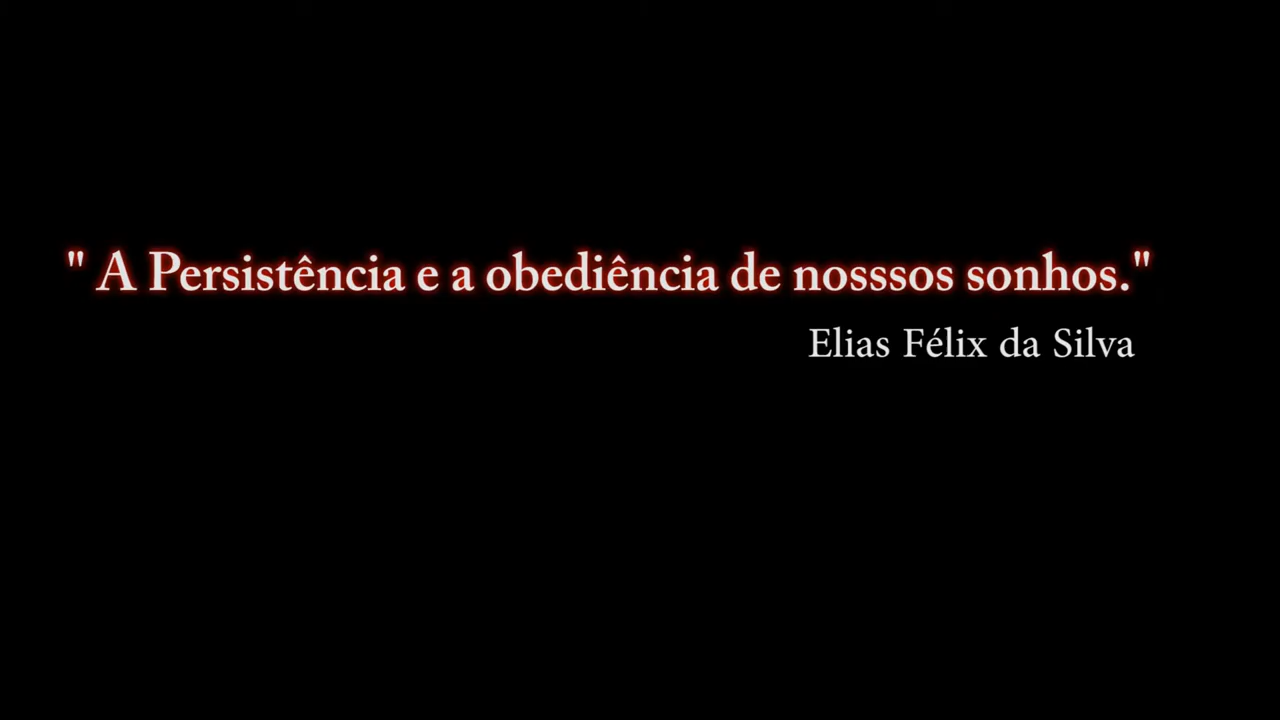 " A Persistência e a obediência de nosssos sonhos."
Elias Félix da Silva